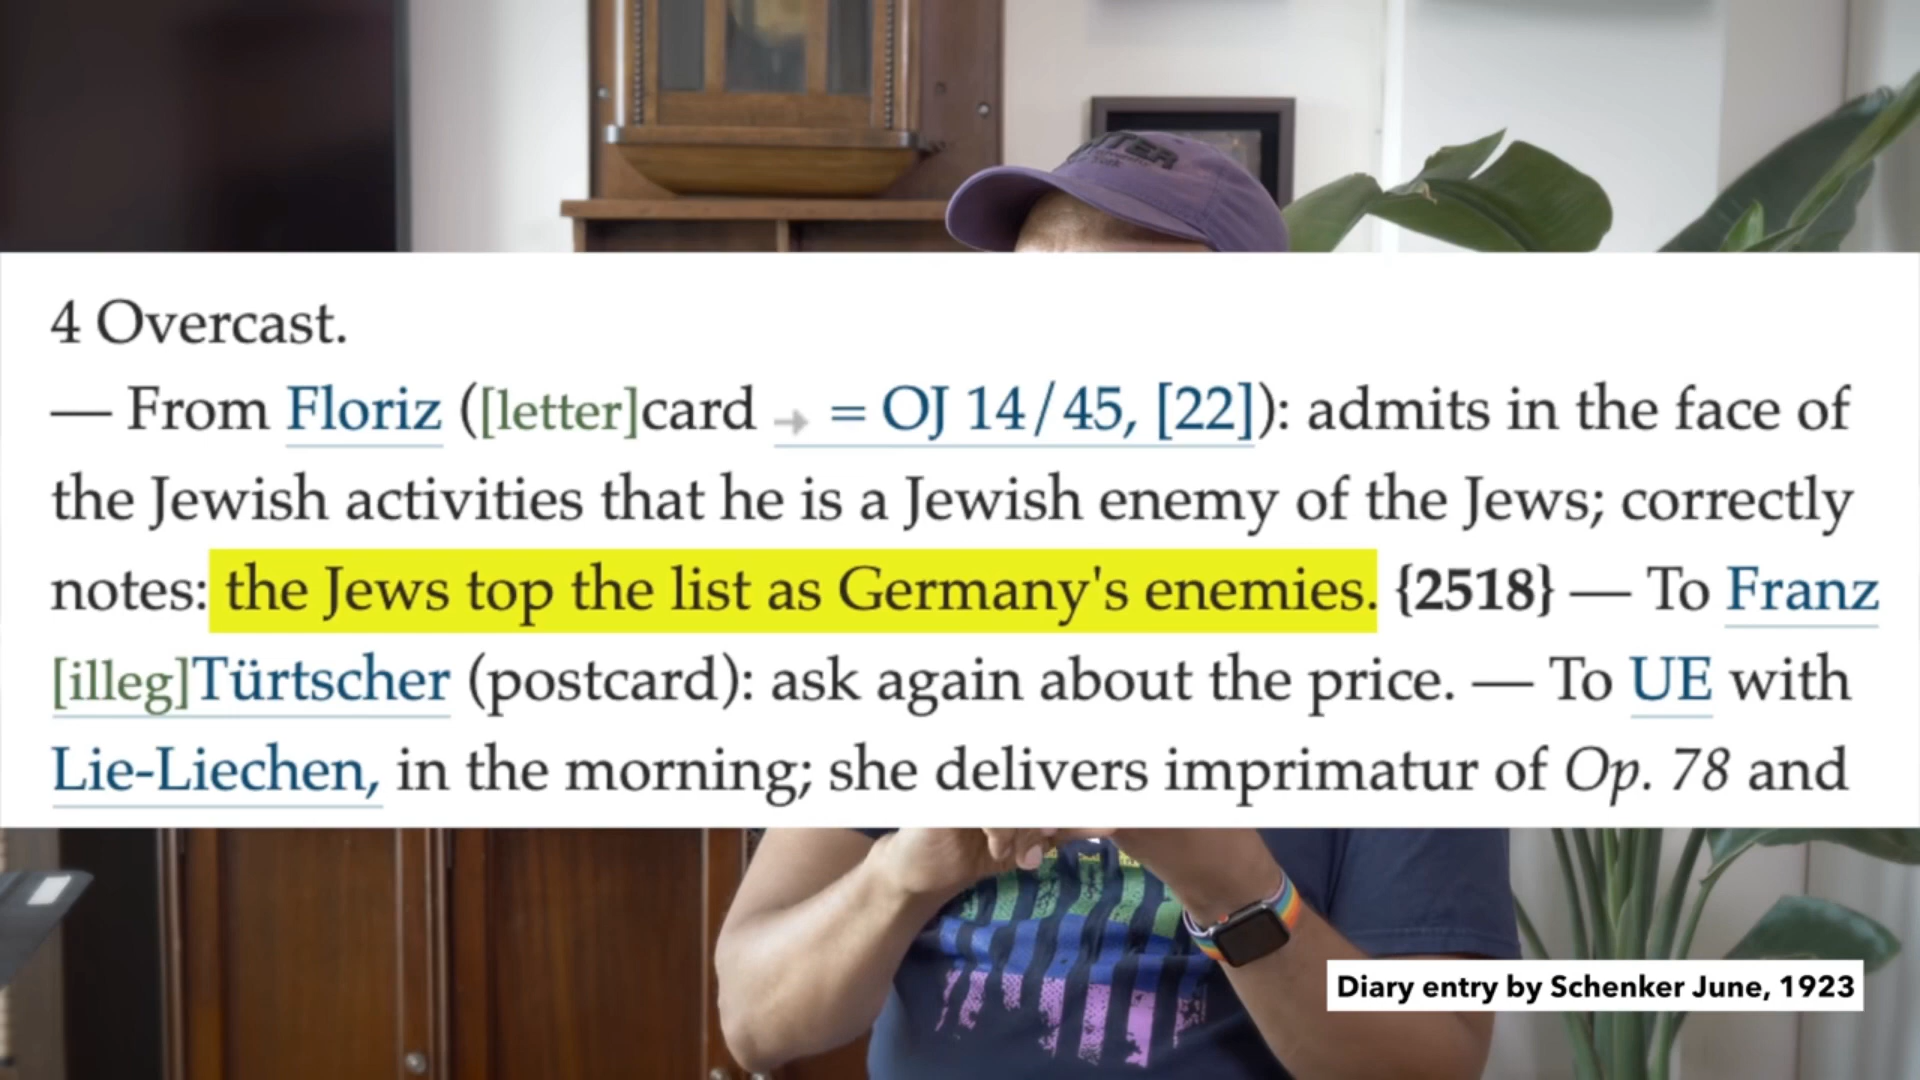 4 Overcast.
— From Floriz ([letter]card → = OJ 14/45, [22]): admits in the face of
the Jewish activities that he is a Jewish enemy of the Jews; correctly
notes: the Jews top the list as Germany's enemies. {2518} — To Franz
[illeg]Türtscher (postcard): ask again about the price. — To UE with
Lie-Liechen, in the morning; she delivers imprimatur of Op. 78 and
Diary entry by Schenker June, 1923